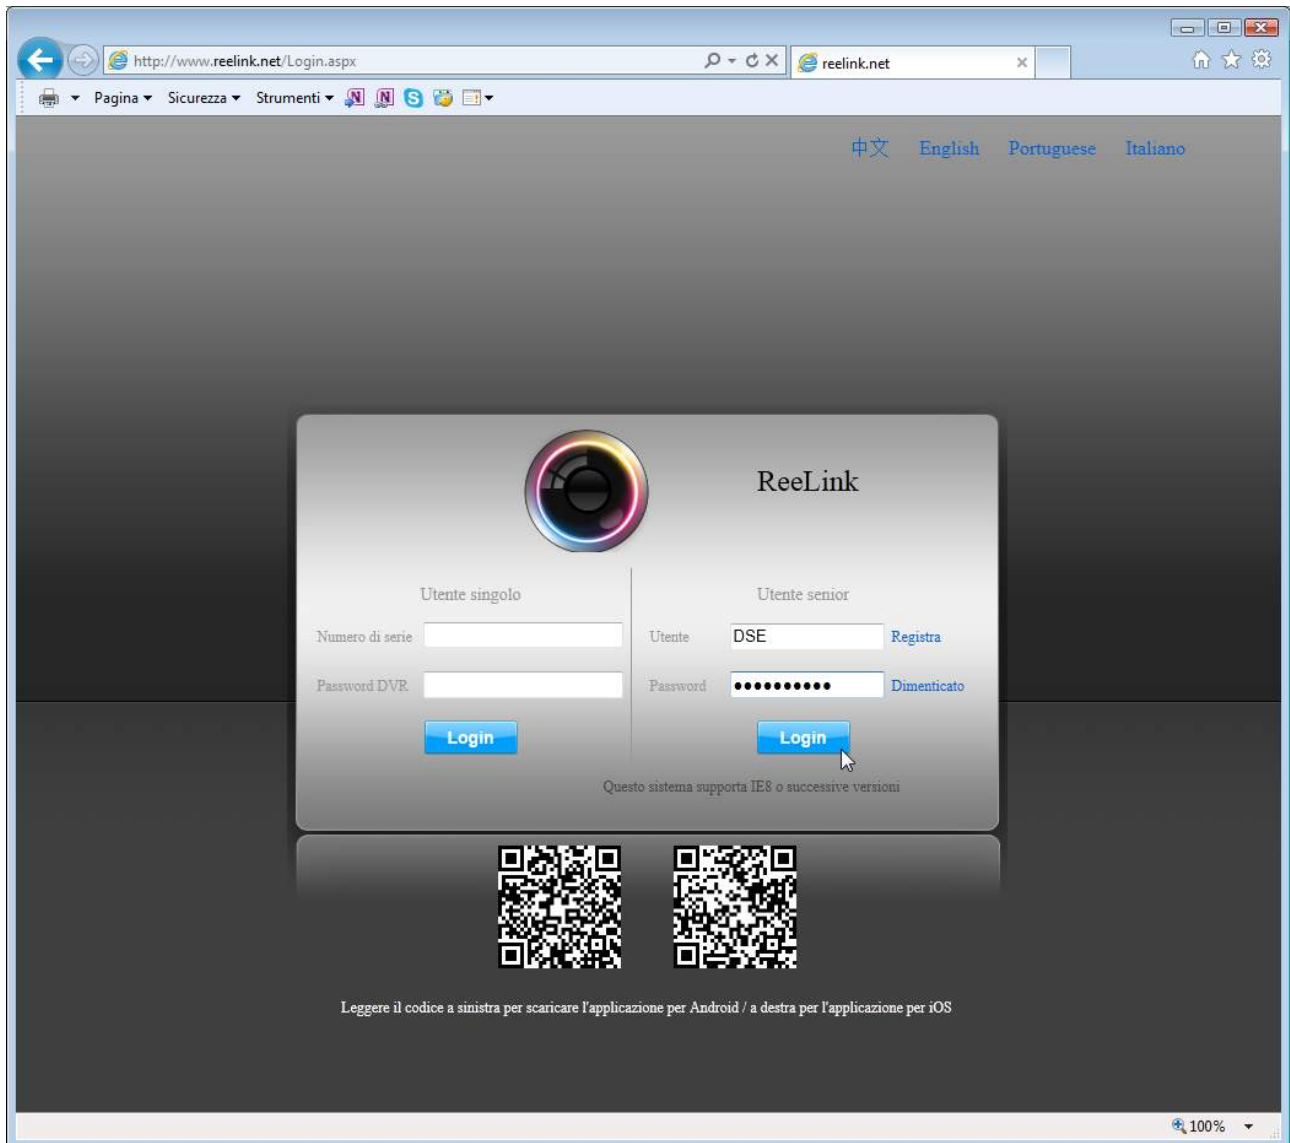 http://www.reelink.net/Login.aspx
reelink.net
Pagina Sicurezza Strumenti
中文 English Portuguese Italiano
ReeLink
Utente singolo
Numero di serie
Password DVR
Login
Utente senior
Utente DSE Registra
Password ●●●●●●●●●● Dimenticato
Login
Questo sistema supporta IE8 o successive versioni
Leggere il codice a sinistra per scaricare l'applicazione per Android / a destra per l'applicazione per iOS
100%